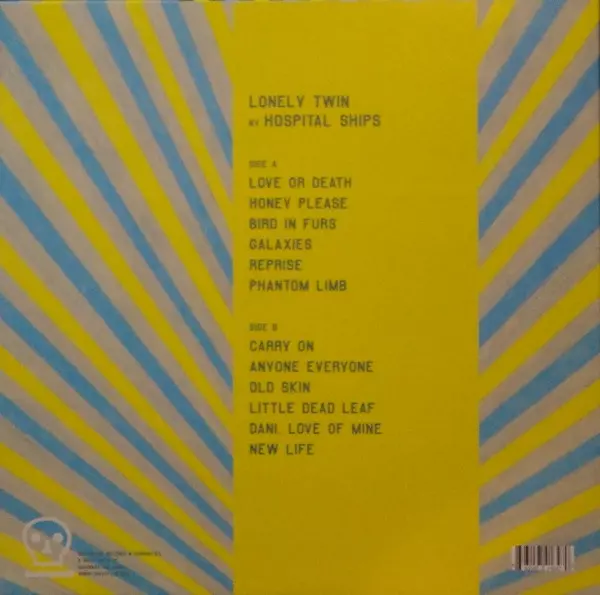 LONELY TWIN
BY HOSPITAL SHIPS
SIDE A
LOVE OR DEATH
HONEY PLEASE
BIRD IN FURS
GALAXIES
REPRISE
PHANTOM LIMB
SIDE B
CARRY ON
ANYONE EVERYONE
OLD SKIN
LITTLE DEAD LEAF
DANI, LOVE OF MINE
NEW LIFE